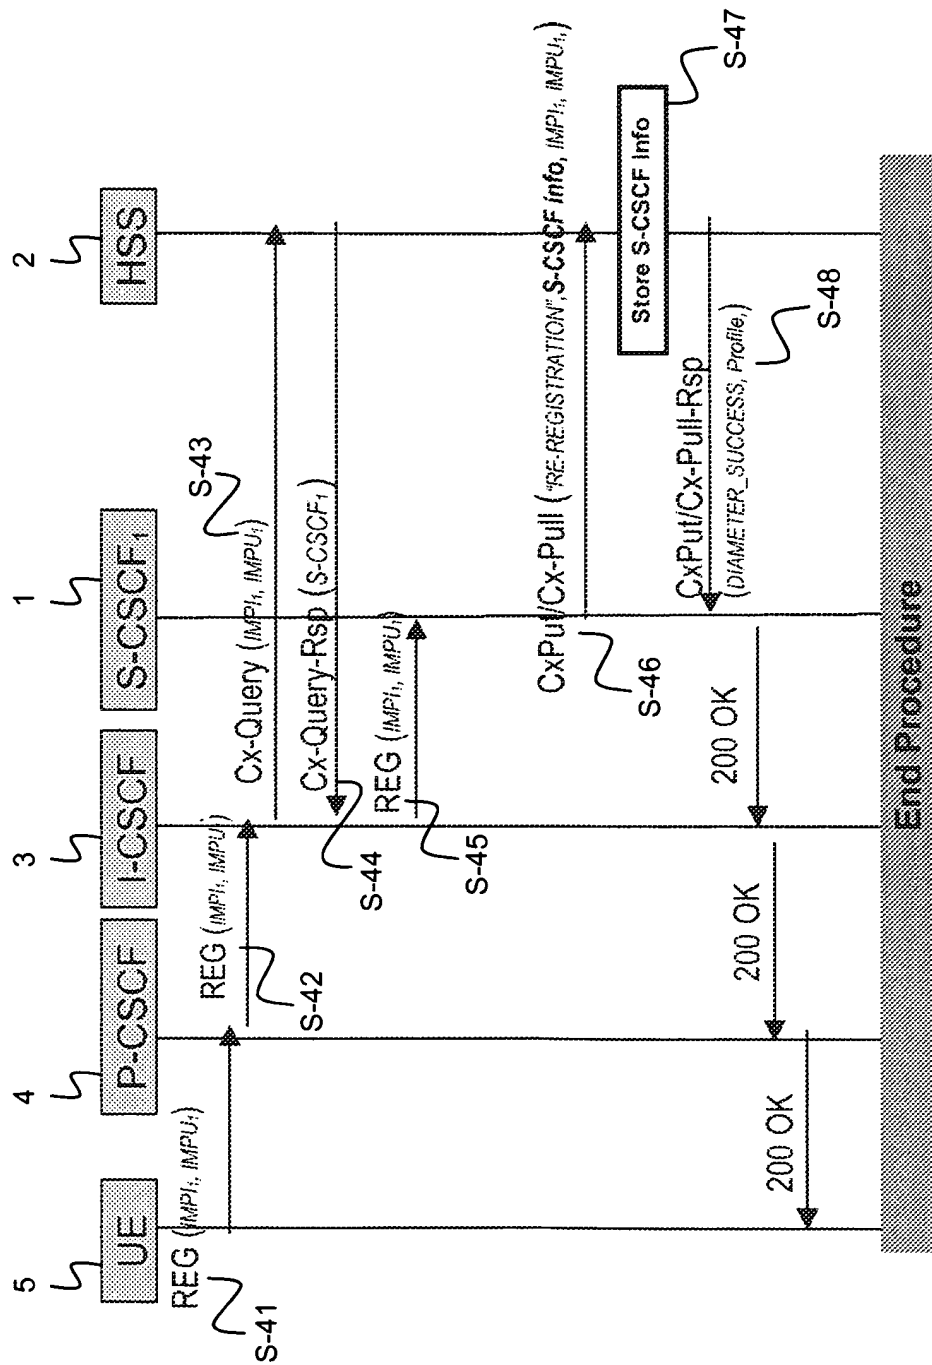 5
4
3
1
2
UE
P-CSCF
I-CSCF
S-CSCF₁
HSS
REG (IMPI₁, IMPU₁)
S-41
REG (IMPI₁, IMPU₁)
S-42
Cx-Query (IMPI₁, IMPU₁)
S-43
Cx-Query-Rsp (S-CSCF₁)
S-44
REG (IMPI₁, IMPU₁)
S-45
CxPut/Cx-Pull ("RE-REGISTRATION", S-CSCF Info, IMPI₁, IMPU₁,)
S-46
Store S-CSCF Info
S-47
CxPut/Cx-Pull-Rsp
(DIAMETER_SUCCESS, Profile,)
S-48
200 OK
200 OK
200 OK
End Procedure